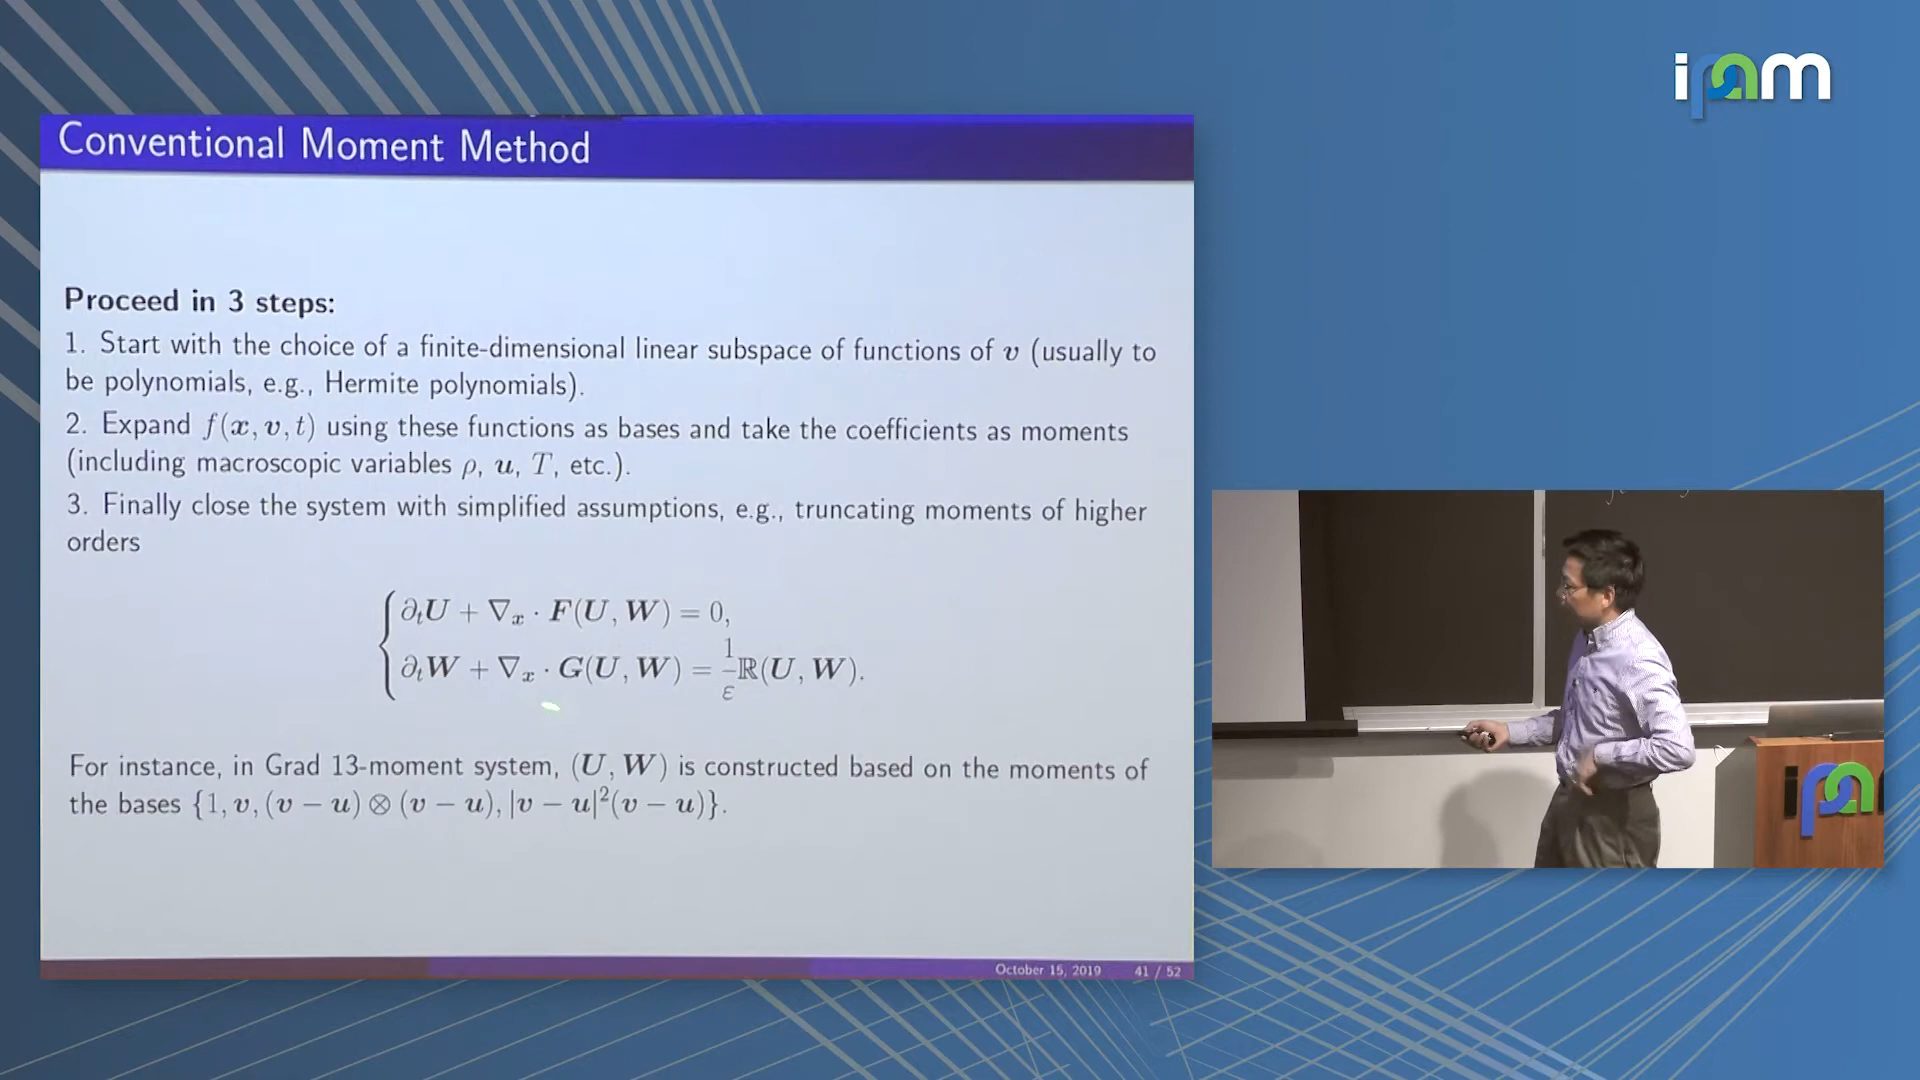 ipam
Conventional Moment Method
Proceed in 3 steps:
1. Start with the choice of a finite-dimensional linear subspace of functions of v (usually to
be polynomials, e.g., Hermite polynomials).
2. Expand f(x, v, t) using these functions as bases and take the coefficients as moments
(including macroscopic variables ρ, u, T, etc.).
3. Finally close the system with simplified assumptions, e.g., truncating moments of higher
orders
∂ₜU + ∇ₓ · F(U, W) = 0,
∂ₜW + ∇ₓ · G(U, W) = 1/ε ℝ(U, W).
For instance, in Grad 13-moment system, (U, W) is constructed based on the moments of
the bases {1, v, (v − u) ⊗ (v − u), |v − u|²(v − u)}.
October 15, 2019 41 / 52